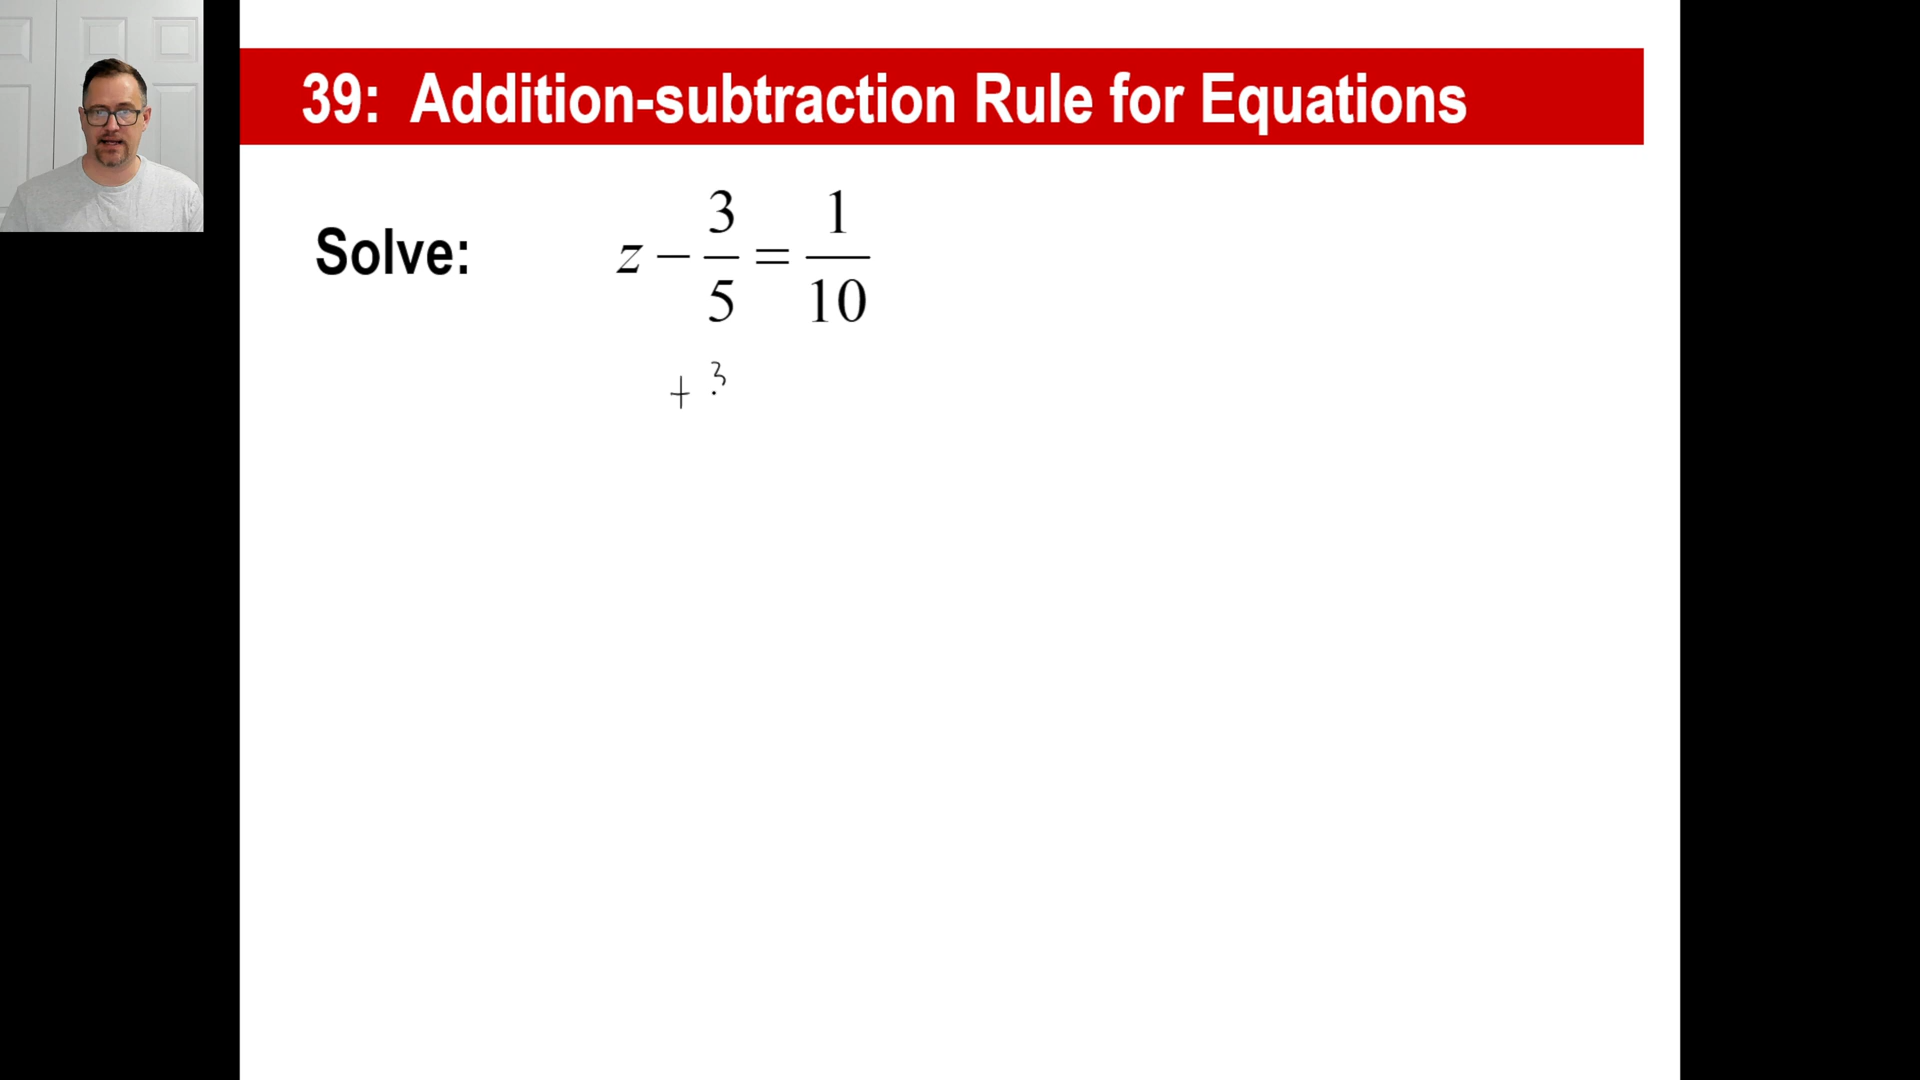 39: Addition-subtraction Rule for Equations
Solve: z − 3/5 = 1/10
+ 3